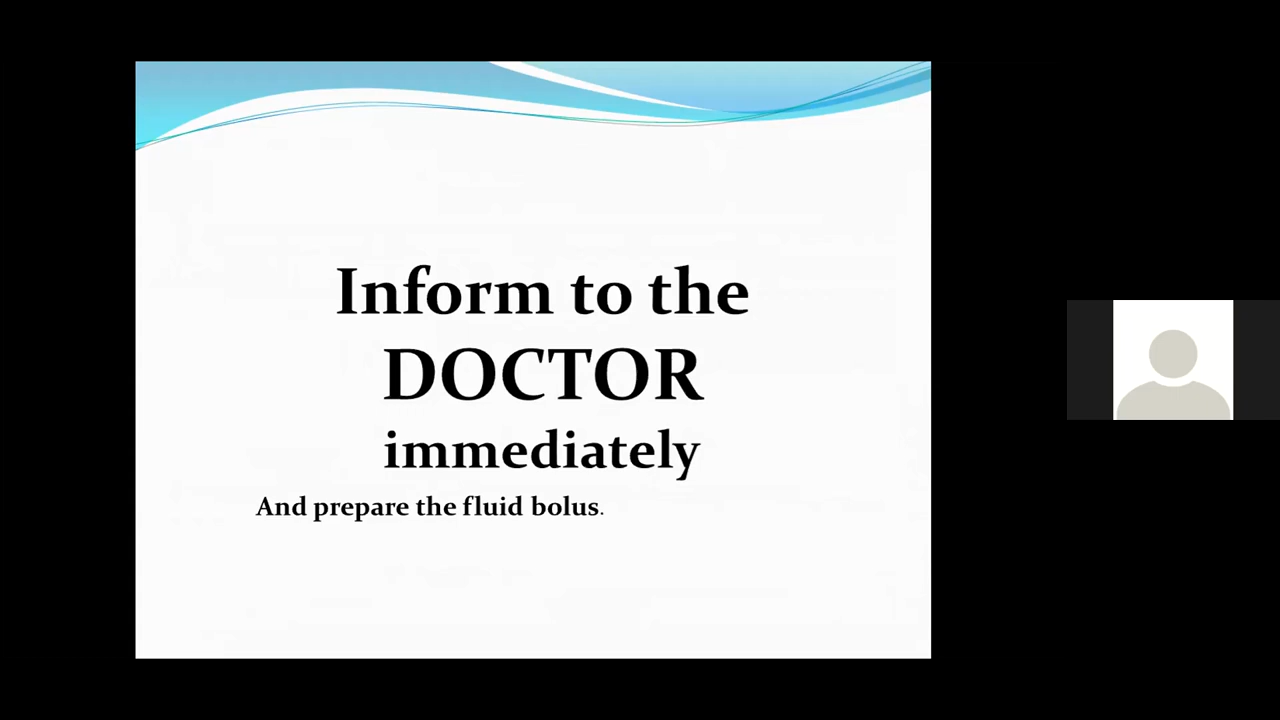 Inform to the
DOCTOR
immediately
And prepare the fluid bolus.